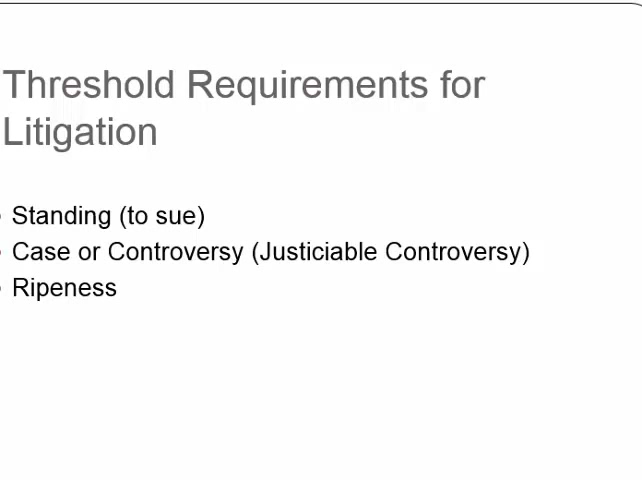 Threshold Requirements for
Litigation
Standing (to sue)
Case or Controversy (Justiciable Controversy)
Ripeness